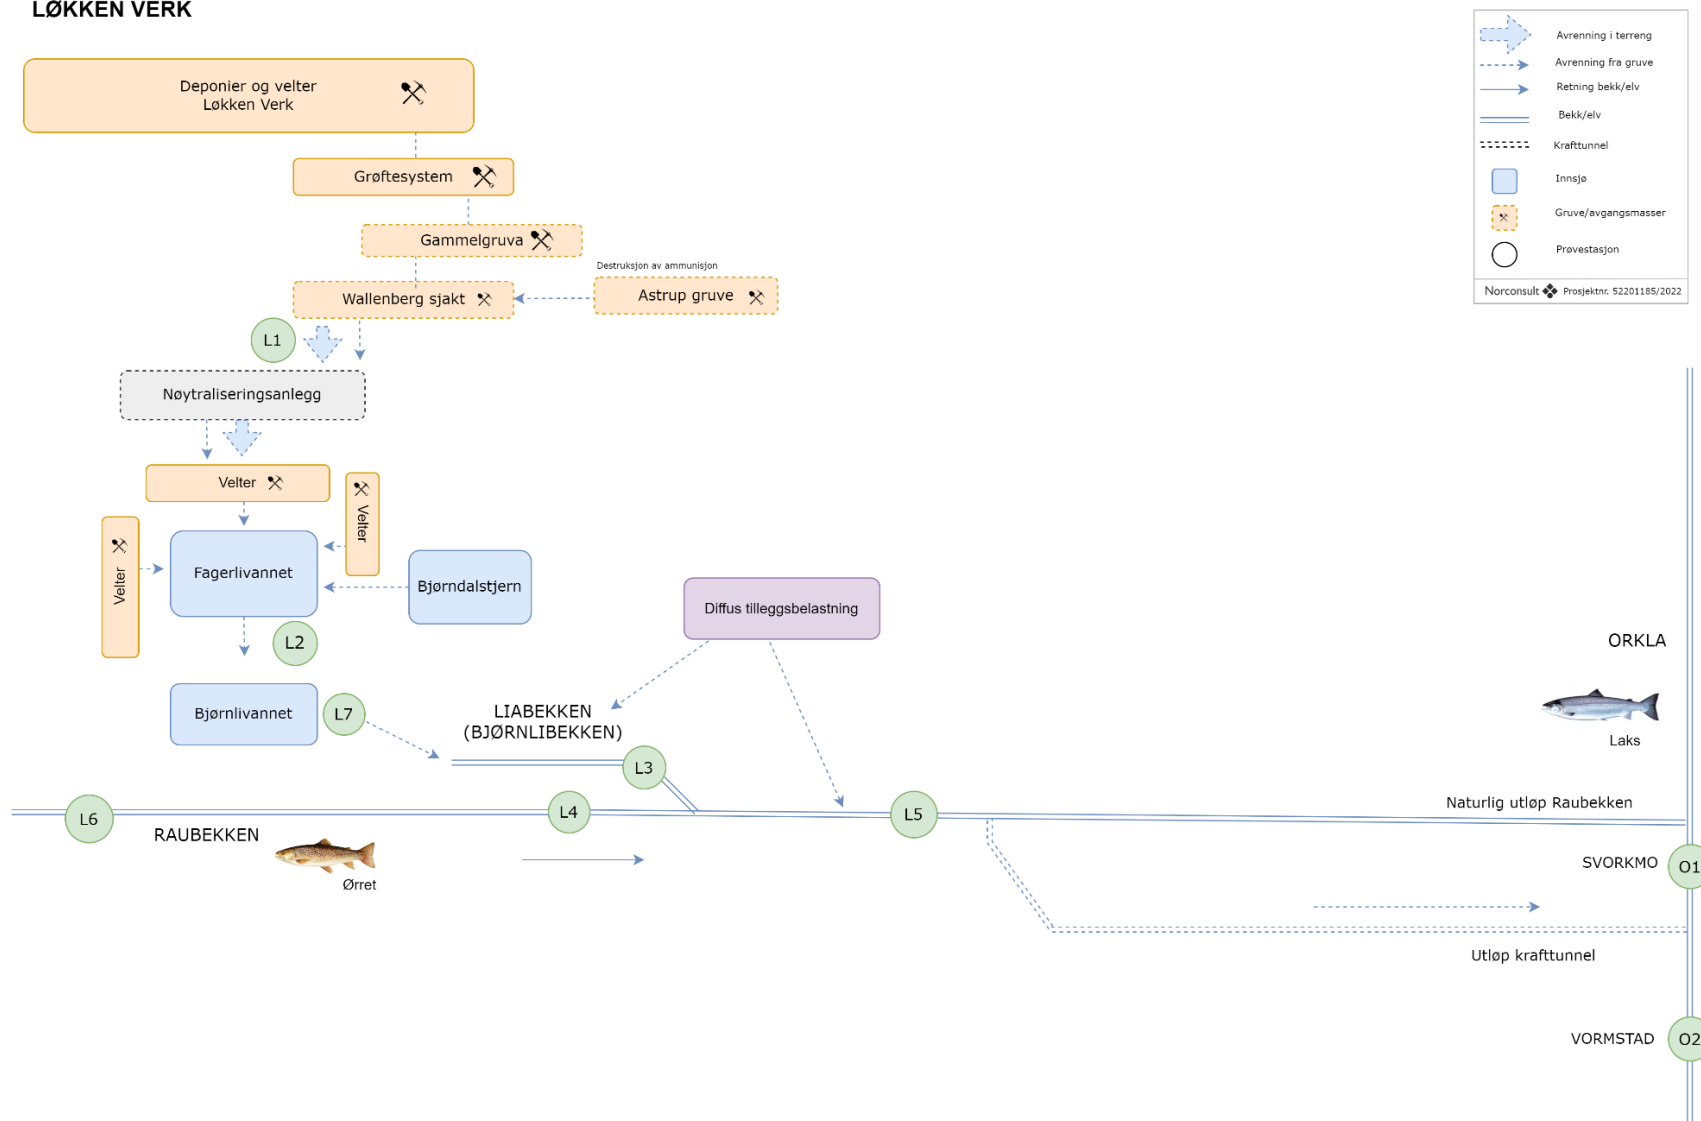 LØKKEN VERK
Avrenning i terreng
Avrenning fra gruve
Retning bekk/elv
Bekk/elv
Krafttunnel
Innsjø
Gruve/avgangsmasser
Prøvestasjon
Norconsult Prosjektnr. 52201185/2022
Deponier og velter
Løkken Verk
Grøftesystem
Gammelgruva
Destruksjon av ammunisjon
Wallenberg sjakt
Astrup gruve
L1
Nøytraliseringsanlegg
Velter
Velter
Velter
Fagerlivannet
Bjørndalstjern
Diffus tilleggsbelastning
L2
ORKLA
Bjørnlivannet
L7
LIABEKKEN
(BJØRNLIBEKKEN)
Laks
L3
Naturlig utløp Raubekken
L6
L4
L5
RAUBEKKEN
Ørret
SVORKMO
O1
Utløp krafttunnel
VORMSTAD
O2